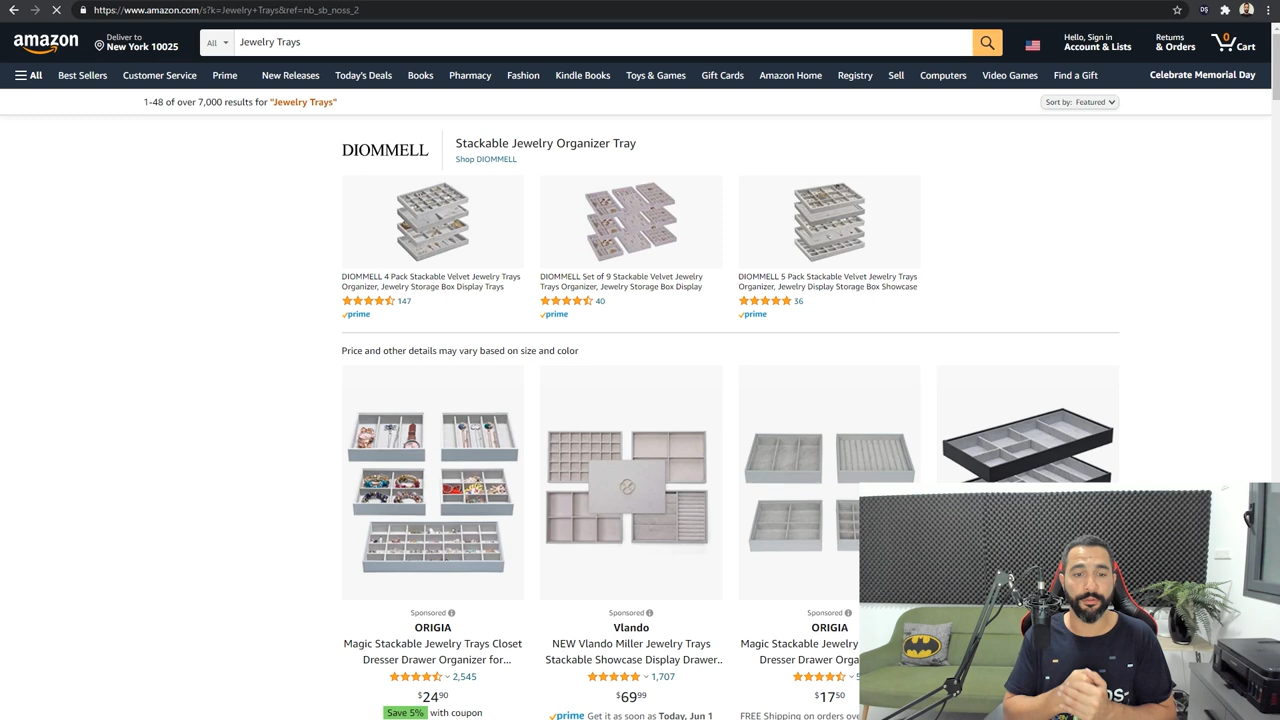 https://www.amazon.com/s?k=Jewelry+Trays&ref=nb_sb_noss_2
amazon
Deliver to
New York 10025
All
Jewelry Trays
Hello, Sign in
Account & Lists
Returns
& Orders
0
Cart
All
Best Sellers
Customer Service
Prime
New Releases
Today's Deals
Books
Pharmacy
Fashion
Kindle Books
Toys & Games
Gift Cards
Amazon Home
Registry
Sell
Computers
Video Games
Find a Gift
Celebrate Memorial Day
1-48 of over 7,000 results for "Jewelry Trays"
Sort by: Featured
DIOMMELL
Stackable Jewelry Organizer Tray
Shop DIOMMELL
DIOMMELL 4 Pack Stackable Velvet Jewelry Trays
Organizer, Jewelry Storage Box Display Trays
147
prime
DIOMMELL Set of 9 Stackable Velvet Jewelry
Trays Organizer, Jewelry Storage Box Display
40
prime
DIOMMELL 5 Pack Stackable Velvet Jewelry Trays
Organizer, Jewelry Display Storage Box Showcase
36
prime
Price and other details may vary based on size and color
Sponsored
ORIGIA
Magic Stackable Jewelry Trays Closet
Dresser Drawer Organizer for...
2,545
$24.90
Save 5% with coupon
Sponsored
Vlando
NEW Vlando Miller Jewelry Trays
Stackable Showcase Display Drawer..
1,707
$69.99
prime Get it as soon as Today, Jun 1
Sponsored
ORIGIA
Magic Stackable Jewelry
Dresser Drawer Orga
5
$17.50
FREE Shipping on orders ov